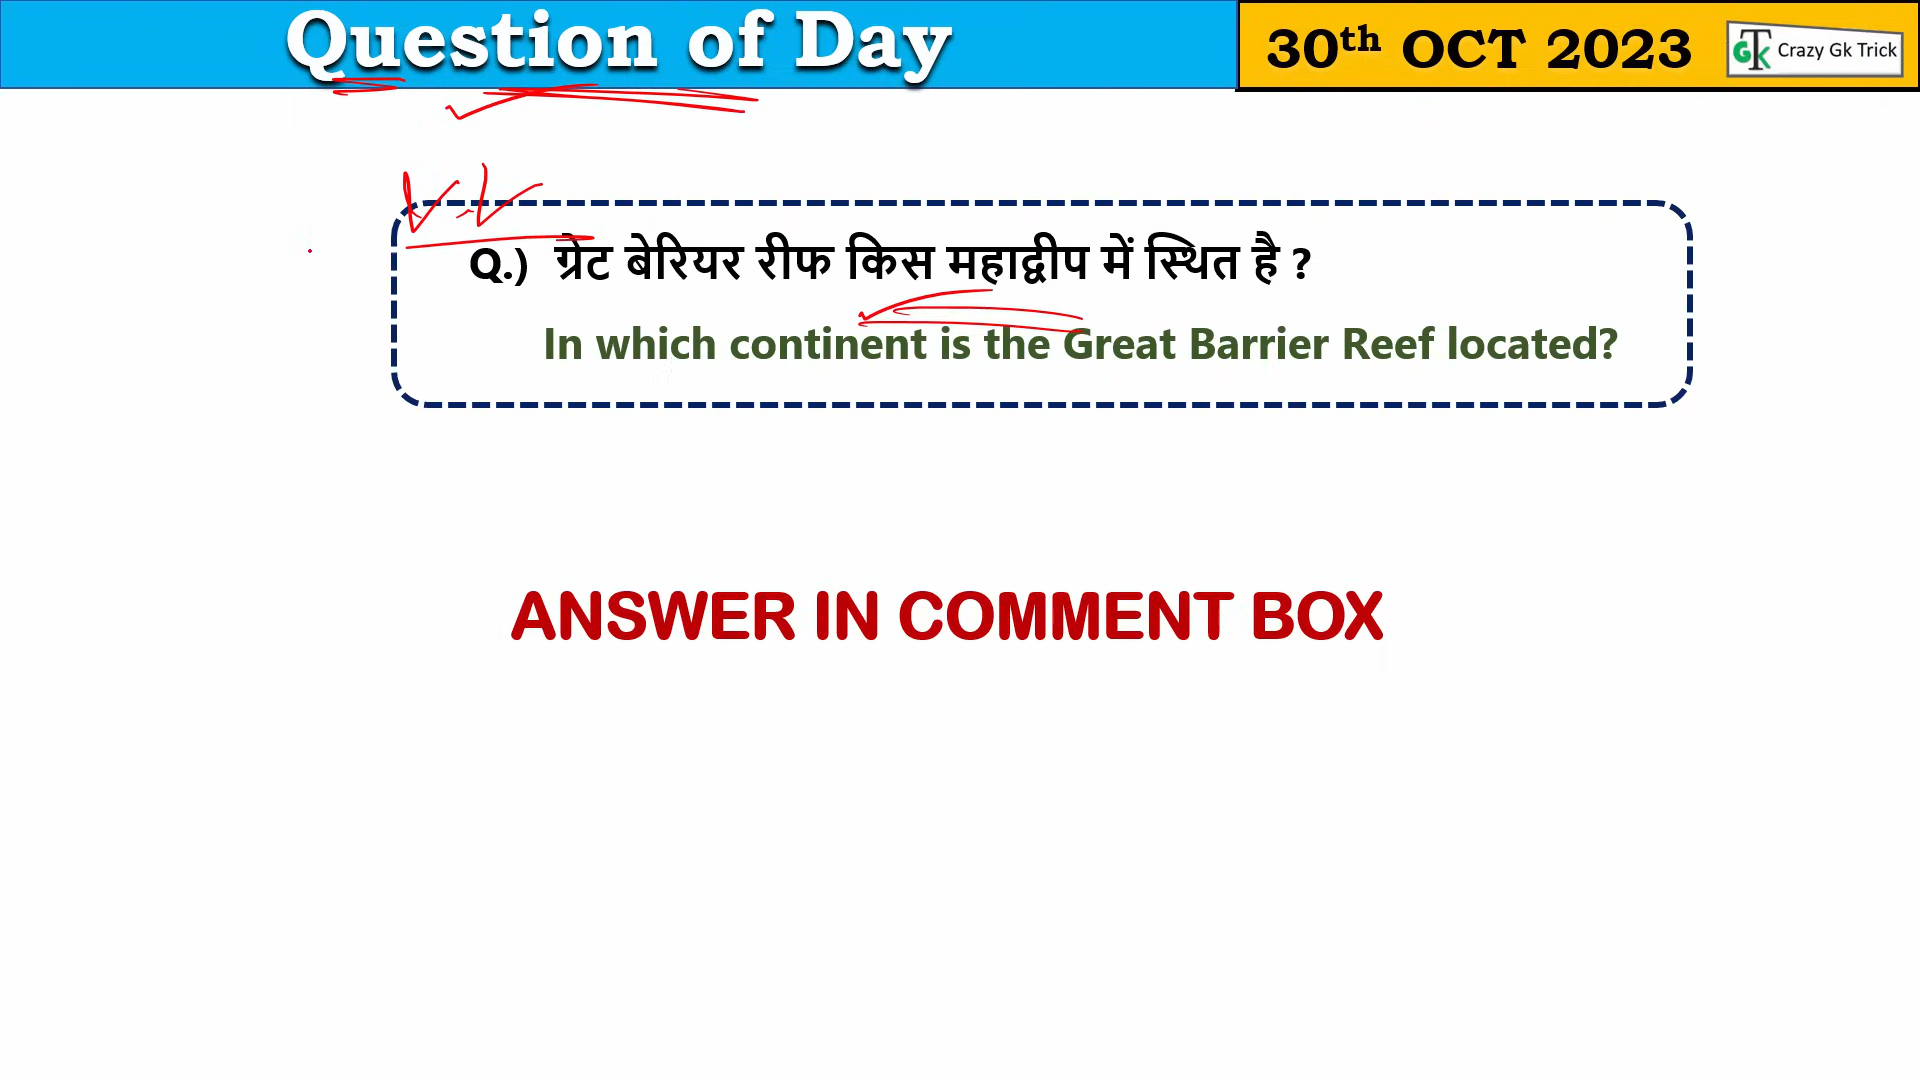 Question of Day
30th OCT 2023
GTk Crazy Gk Trick
V.V
Q.) ग्रेट बेरियर रीफ किस महाद्वीप में स्थित है ?
In which continent is the Great Barrier Reef located?
ANSWER IN COMMENT BOX